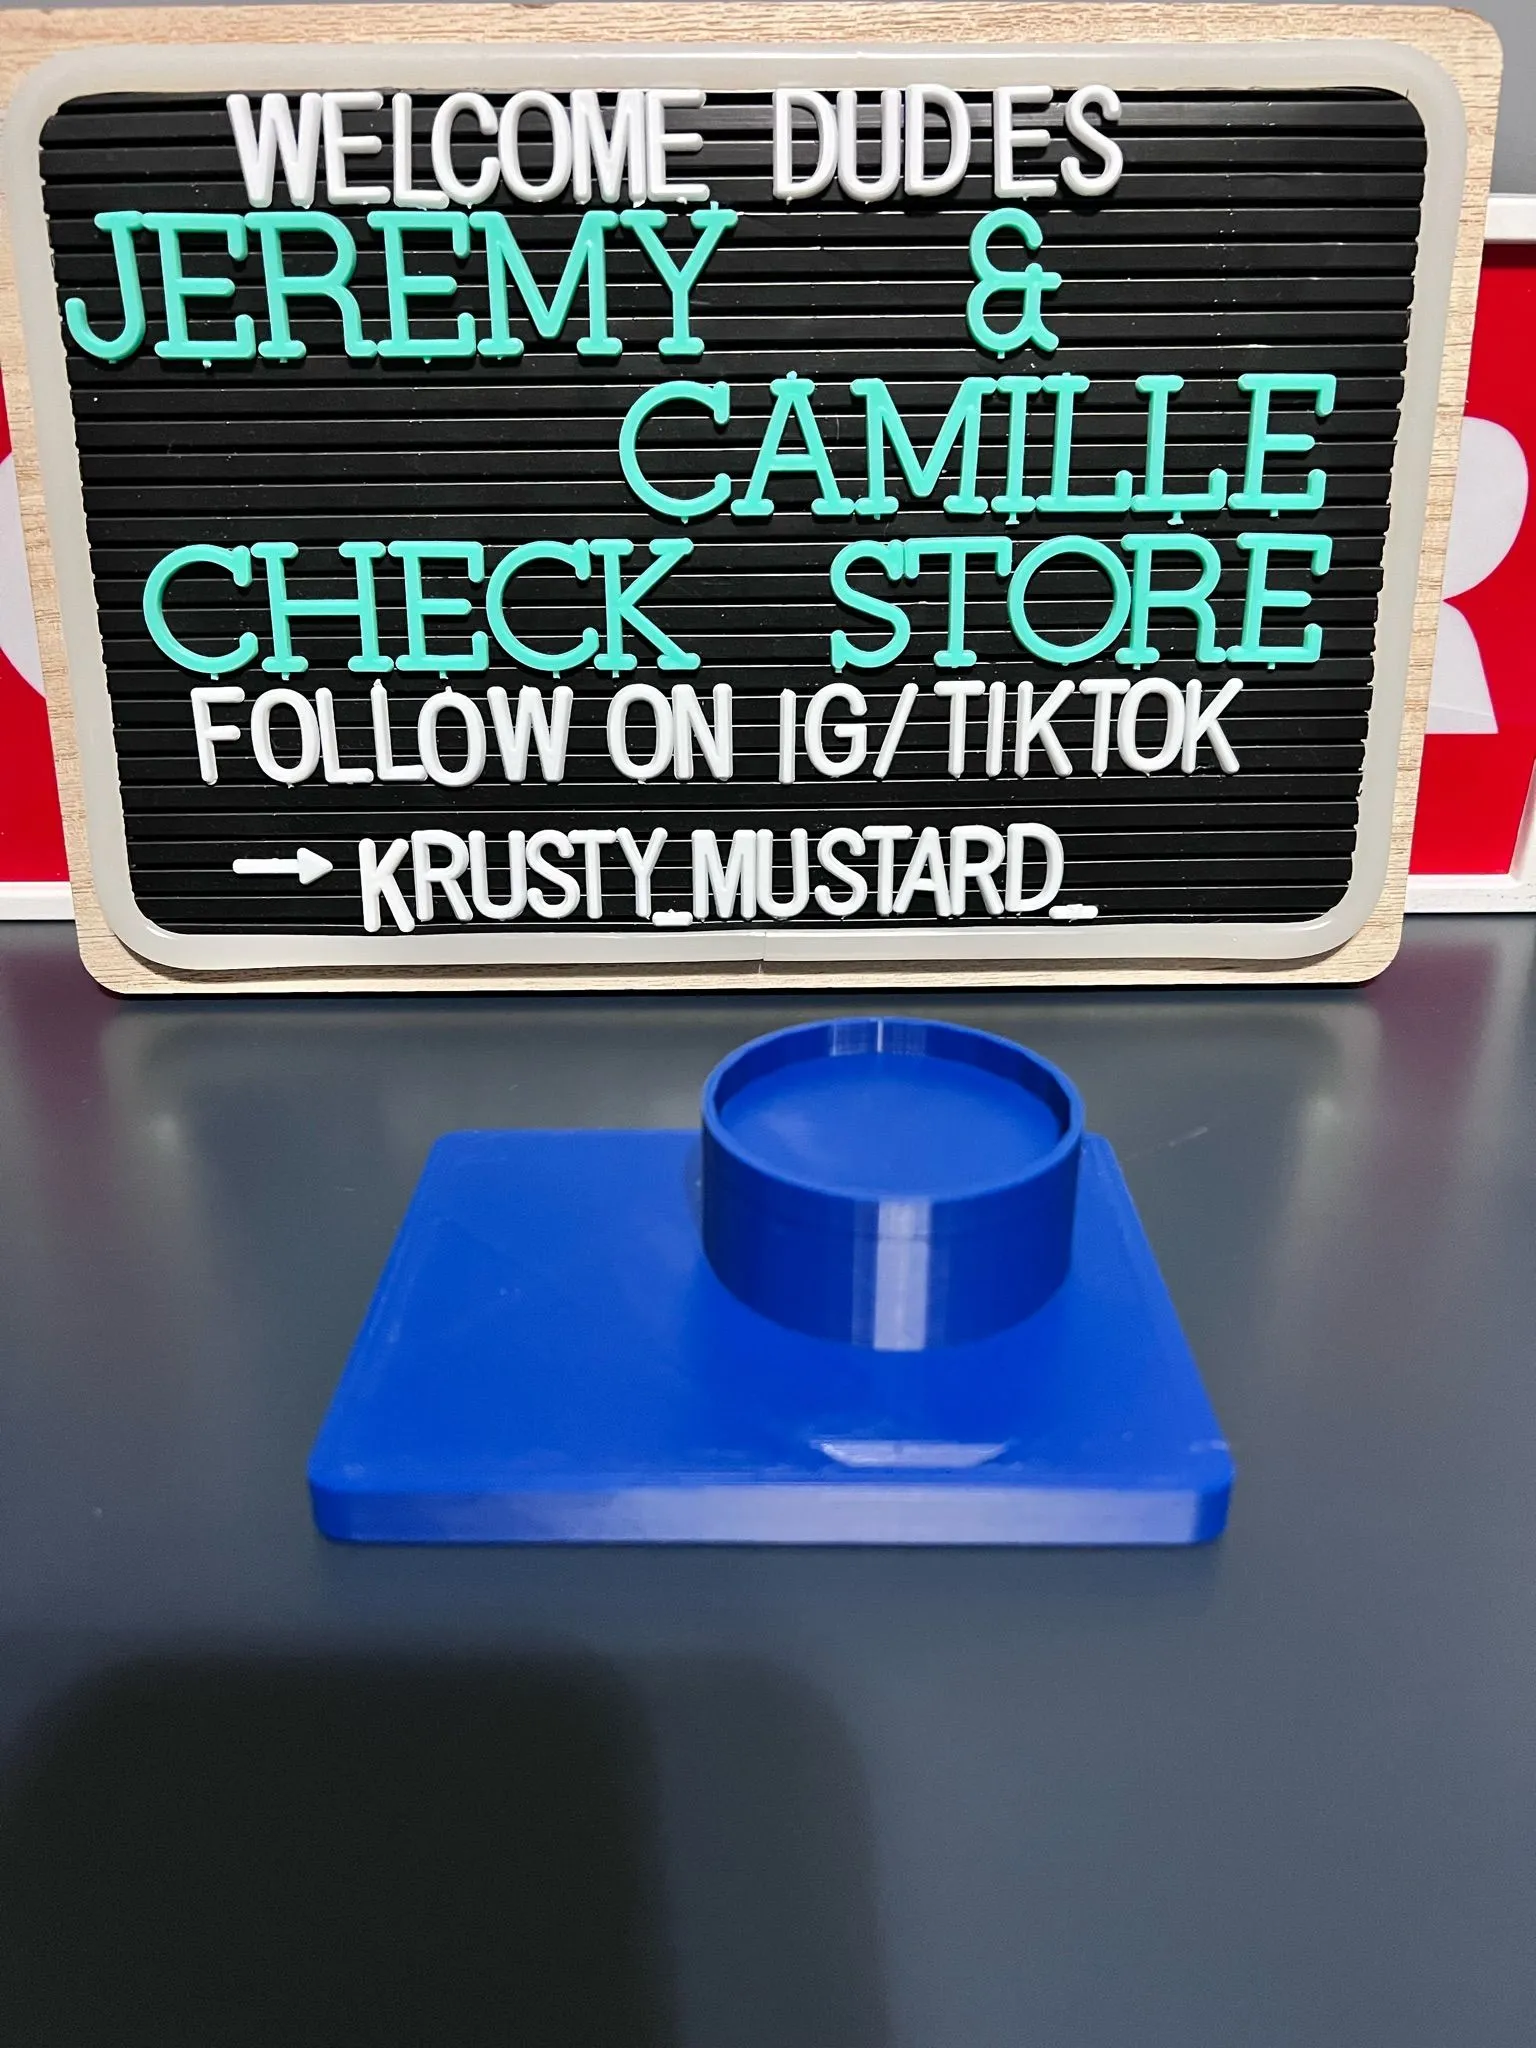 WELCOME DUDES
JEREMY &
CAMILLE
CHECK STORE
FOLLOW ON IG/TIKTOK
→ KRUSTY_MUSTARD_